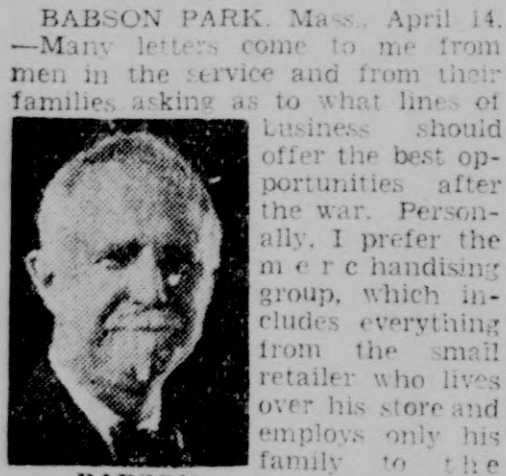 BABSON PARK. Mass., April 14.
—Many letters come to me from
men in the service and from their
families asking as to what lines of
business should
offer the best op-
portunities after
the war. Person-
ally, I prefer the
m e r c handising
group, which in-
cludes everything
from the small
retailer who lives
over his store and
employs only his
family to the
BABSON